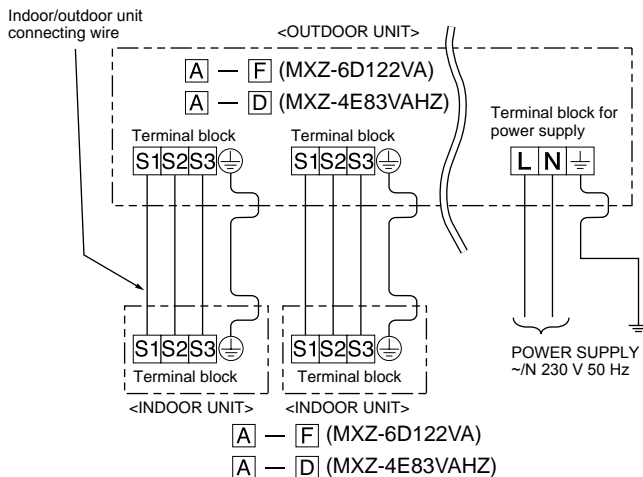 Indoor/outdoor unit
connecting wire
<OUTDOOR UNIT>
A — F (MXZ-6D122VA)
A — D (MXZ-4E83VAHZ)
Terminal block
Terminal block
Terminal block for
power supply
S1 S2 S3
S1 S2 S3
L N
S1 S2 S3
S1 S2 S3
Terminal block
Terminal block
POWER SUPPLY
~/N 230 V 50 Hz
<INDOOR UNIT>
<INDOOR UNIT>
A — F (MXZ-6D122VA)
A — D (MXZ-4E83VAHZ)